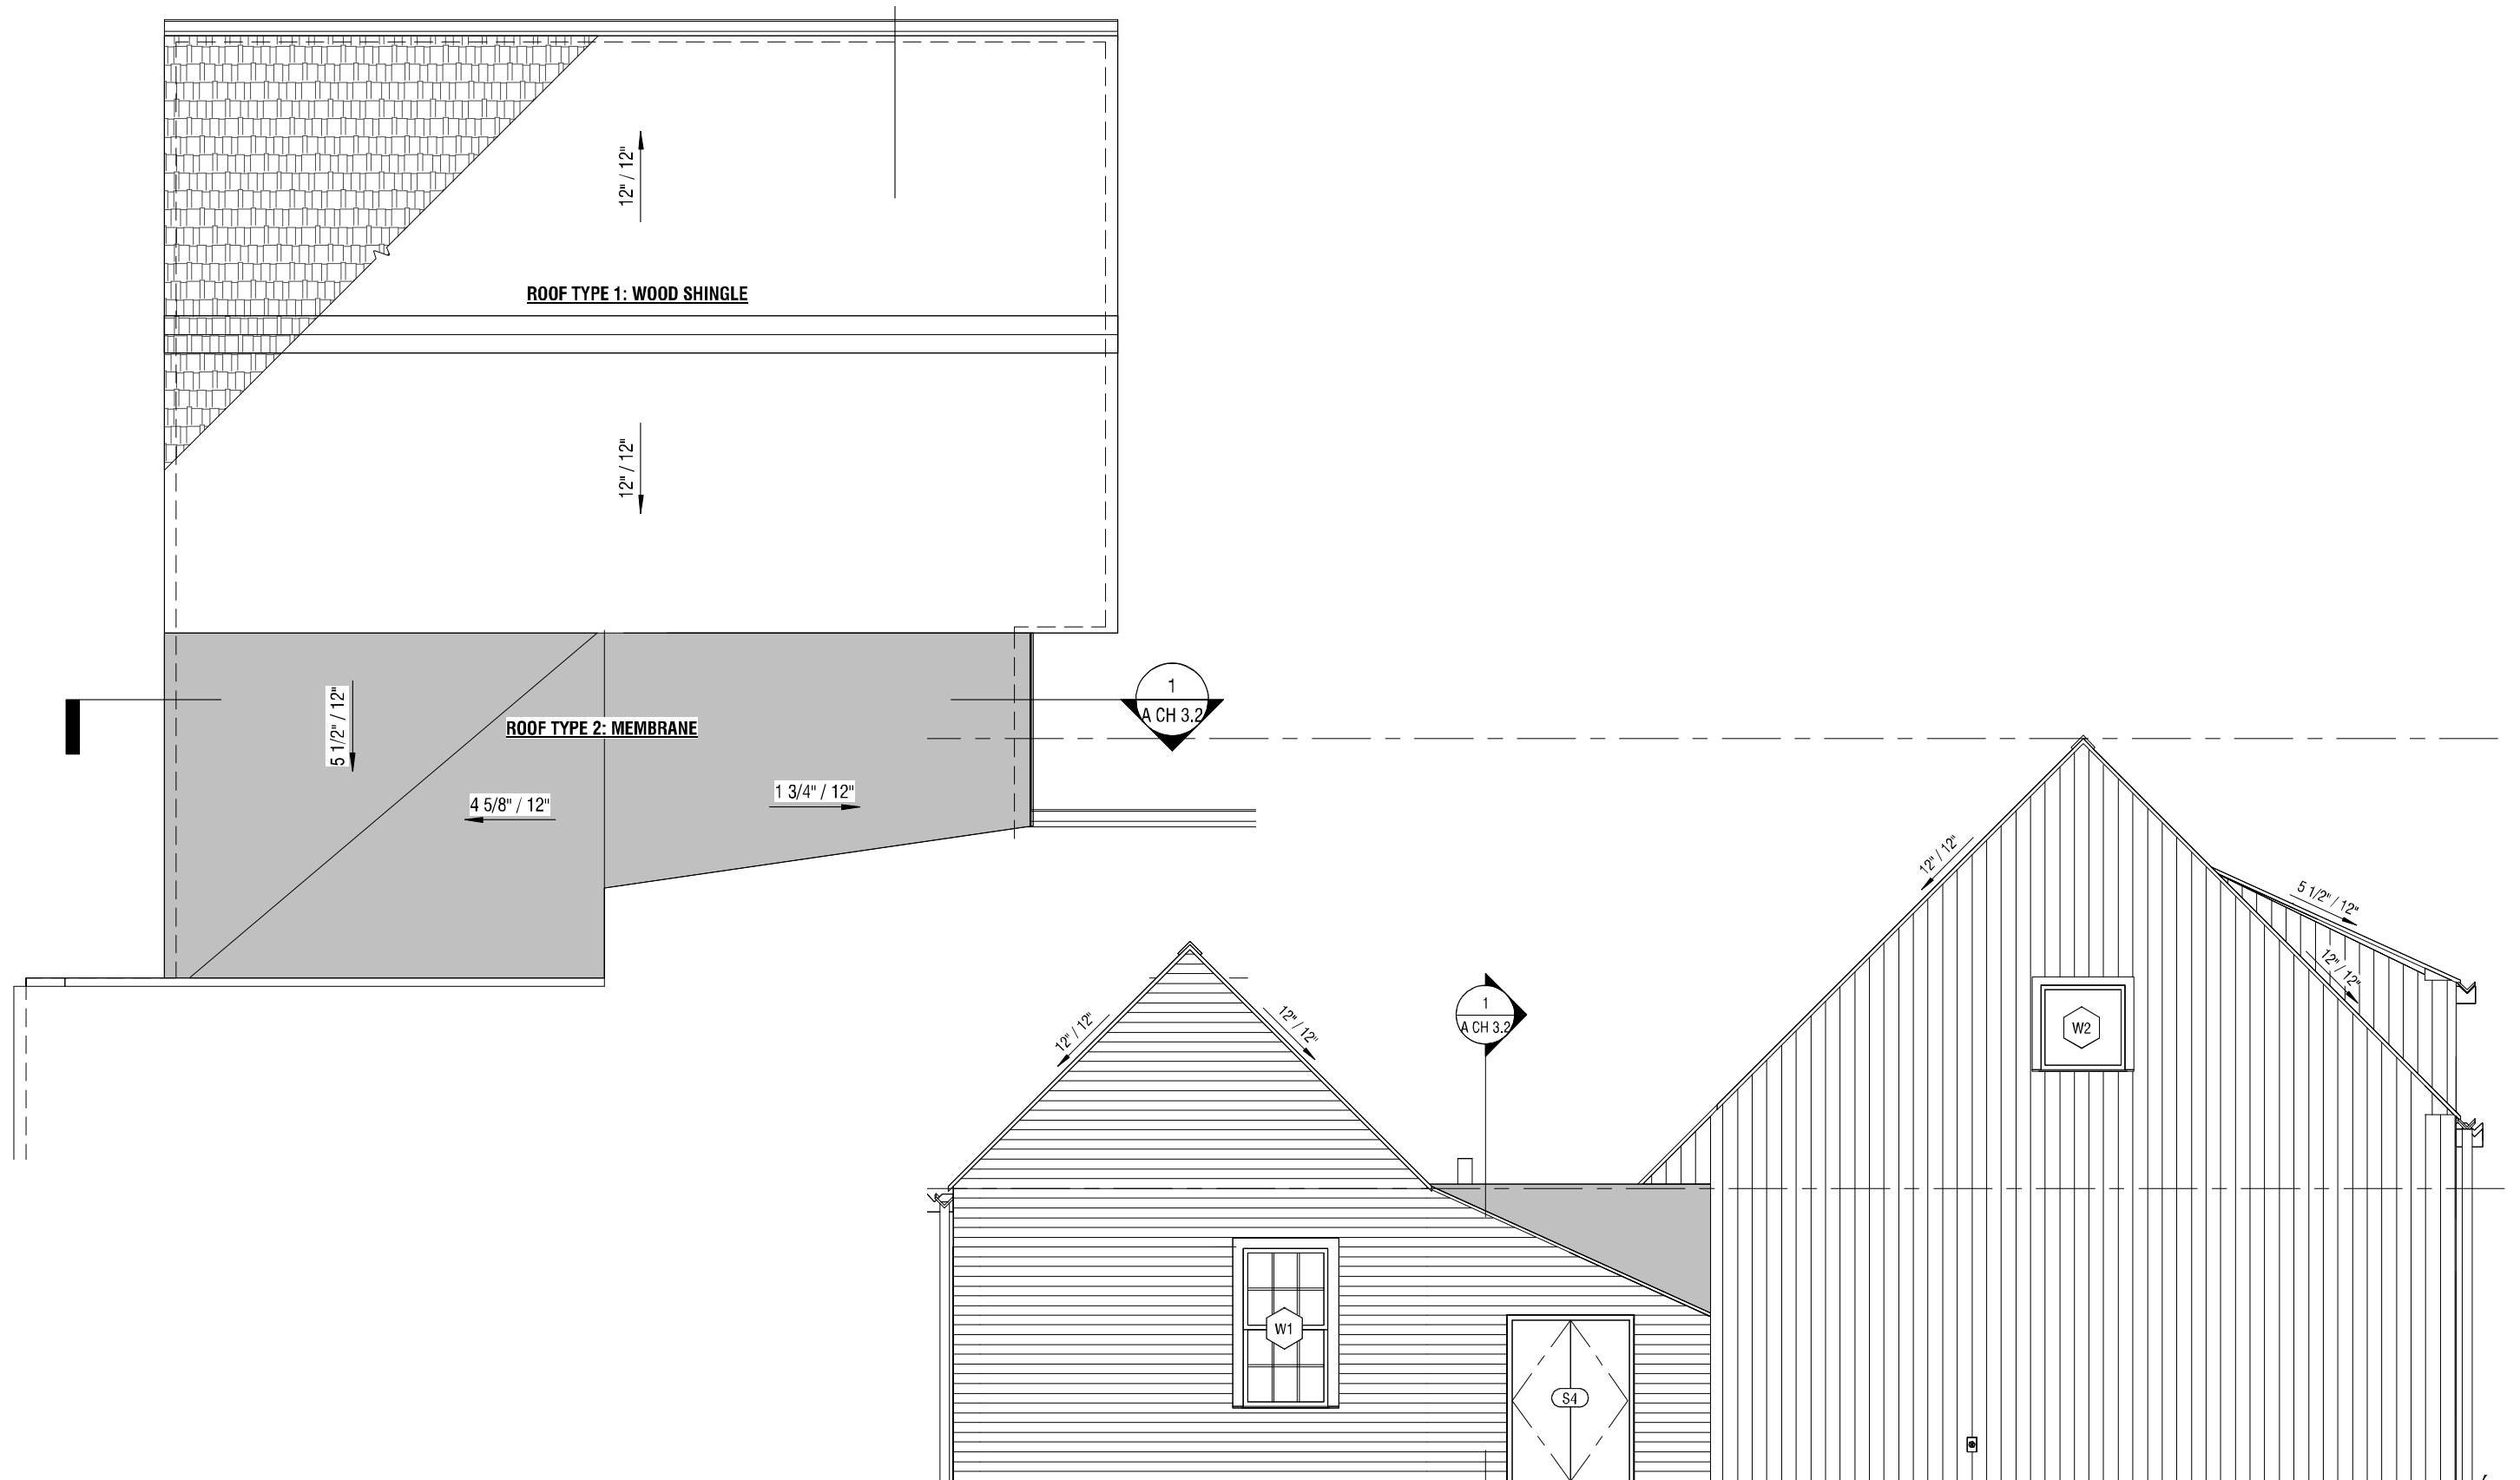 12" / 12"
ROOF TYPE 1: WOOD SHINGLE
12" / 12"
5 1/2" / 12"
ROOF TYPE 2: MEMBRANE
4 5/8" / 12"
1 3/4" / 12"
1
A CH 3.2
12" / 12"
5 1/2" / 12"
12" / 12"
12" / 12"
12" / 12"
1
A CH 3.2
W2
W1
S4